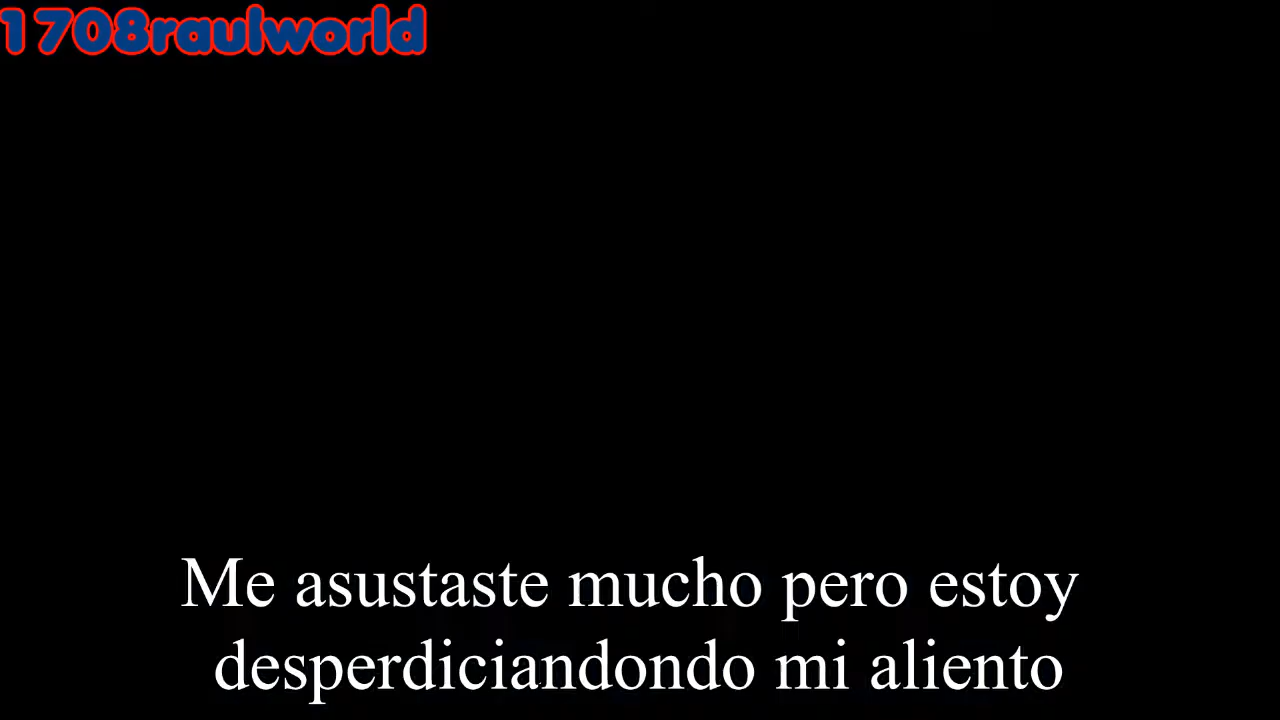 1708raulworld
Me asustaste mucho pero estoy
desperdiciandondo mi aliento